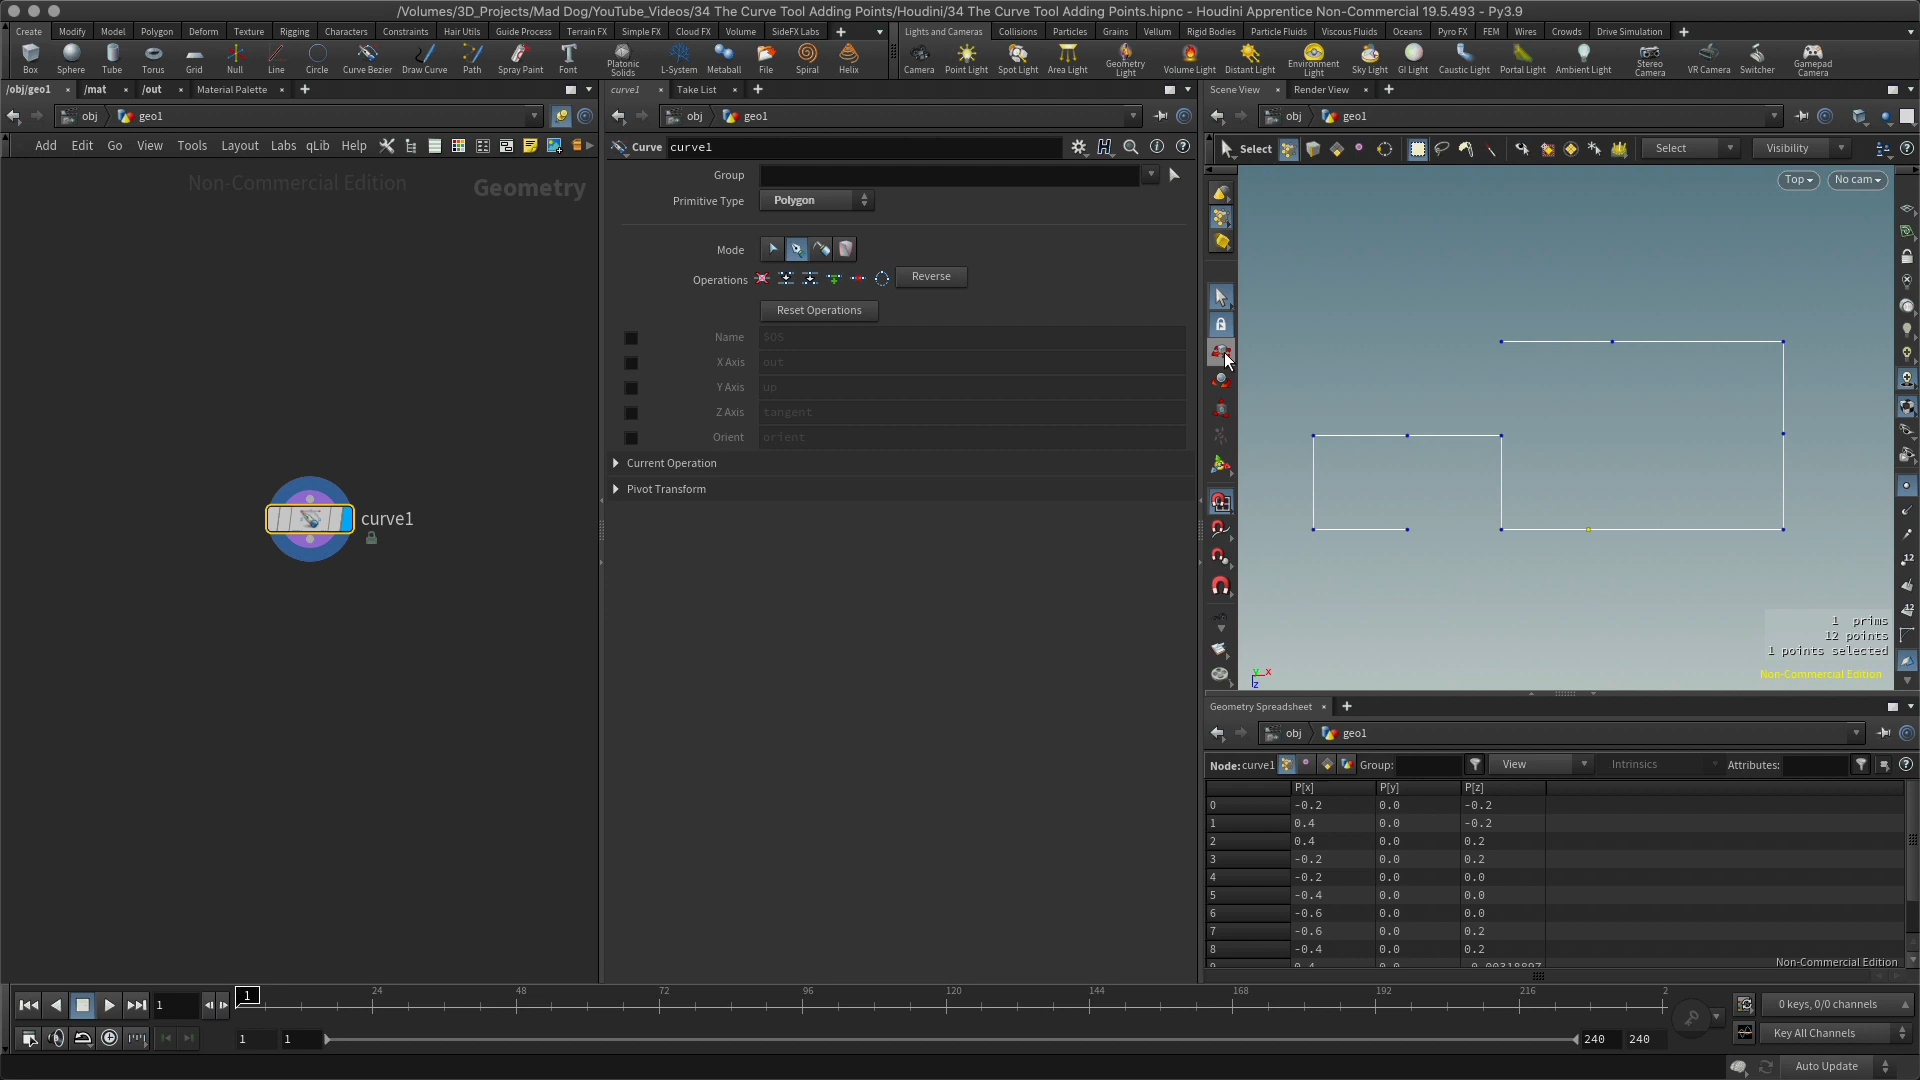 /Volumes/3D_Projects/Mad Dog/YouTube_Videos/34 The Curve Tool Adding Points/Houdini/34 The Curve Tool Adding Points.hipnc - Houdini Apprentice Non-Commercial 19.5.493 - Py3.9
Create Modify Model Polygon Deform Texture Rigging Characters Constraints Hair Utils Guide Process Terrain FX Simple FX Cloud FX Volume SideFX Labs
Lights and Cameras Collisions Particles Grains Vellum Rigid Bodies Particle Fluids Viscous Fluids Oceans Pyro FX FEM Wires Crowds Drive Simulation
Box Sphere Tube Torus Grid Null Line Circle Curve Bezier Draw Curve Path Spray Paint Font Platonic Solids L-System Metaball File Spiral Helix
Camera Point Light Spot Light Area Light Geometry Light Volume Light Distant Light Environment Light Sky Light GI Light Caustic Light Portal Light Ambient Light Stereo Camera VR Camera Switcher Gamepad Camera
/obj/geo1 /mat /out Material Palette
obj geo1
Add Edit Go View Tools Layout Labs qLib Help
Non-Commercial Edition
Geometry
curve1
curve1 Take List
obj geo1
Curve curve1
Group
Primitive Type Polygon
Mode
Operations Reverse
Reset Operations
Name $OS
X Axis out
Y Axis up
Z Axis tangent
Orient orient
Current Operation
Pivot Transform
Scene View Render View
obj geo1
Select Select Visibility
Top No cam
12
12
1 prims
12 points
1 points selected
Non-Commercial Edition
Y X
Z
Geometry Spreadsheet
obj geo1
Node: curve1 Group: View Intrinsics Attributes:
P[x] P[y] P[z]
0 -0.2 0.0 -0.2
1 0.4 0.0 -0.2
2 0.4 0.0 0.2
3 -0.2 0.0 0.2
4 -0.2 0.0 0.0
5 -0.4 0.0 0.0
6 -0.6 0.0 0.0
7 -0.6 0.0 0.2
8 -0.4 0.0 0.2
Non-Commercial Edition
1 1 24 48 72 96 120 144 168 192 216 2
0 keys, 0/0 channels
1 1 240 240
Key All Channels
Auto Update